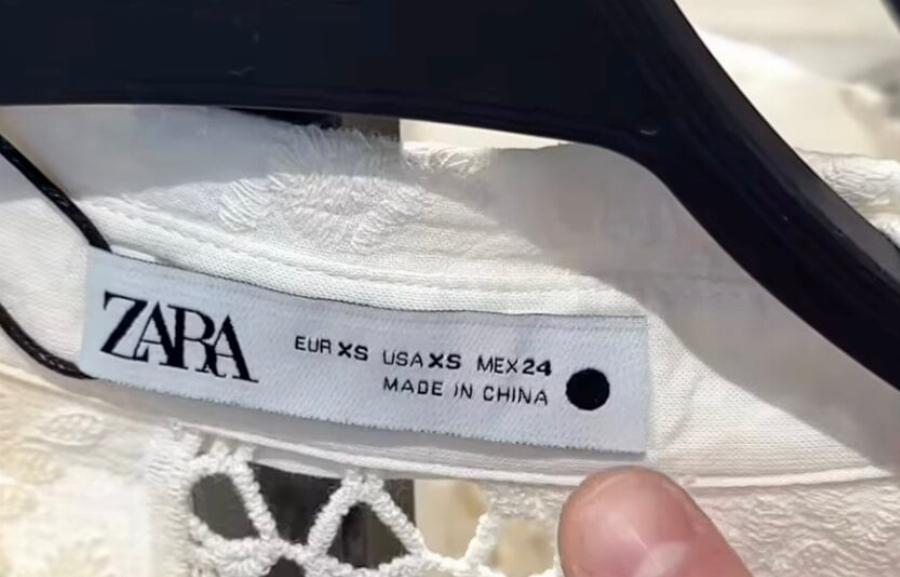 ZARA
EUR XS USA XS MEX 24
MADE IN CHINA